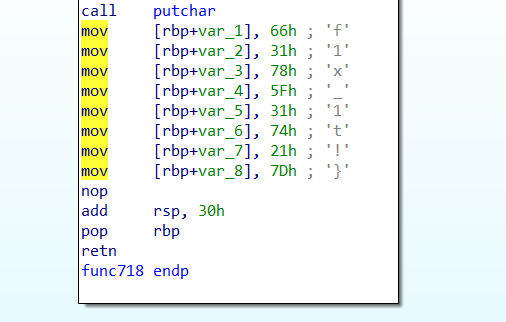 call putchar
mov [rbp+var_1], 66h ; 'f'
mov [rbp+var_2], 31h ; '1'
mov [rbp+var_3], 78h ; 'x'
mov [rbp+var_4], 5Fh ; '_'
mov [rbp+var_5], 31h ; '1'
mov [rbp+var_6], 74h ; 't'
mov [rbp+var_7], 21h ; '!'
mov [rbp+var_8], 7Dh ; '}'
nop
add rsp, 30h
pop rbp
retn
func718 endp